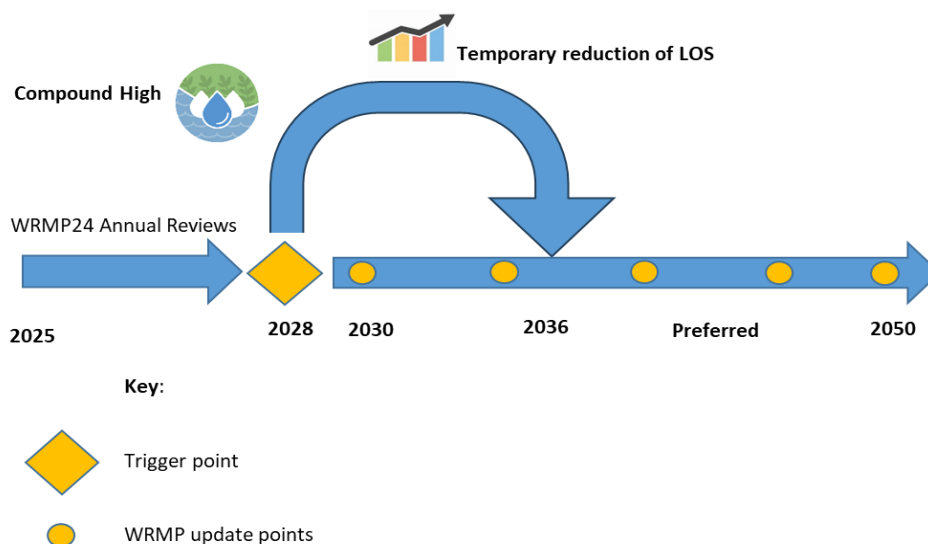 Temporary reduction of LOS
Compound High
WRMP24 Annual Reviews
2025
2028
2030
2036
Preferred
2050
Key:
Trigger point
WRMP update points